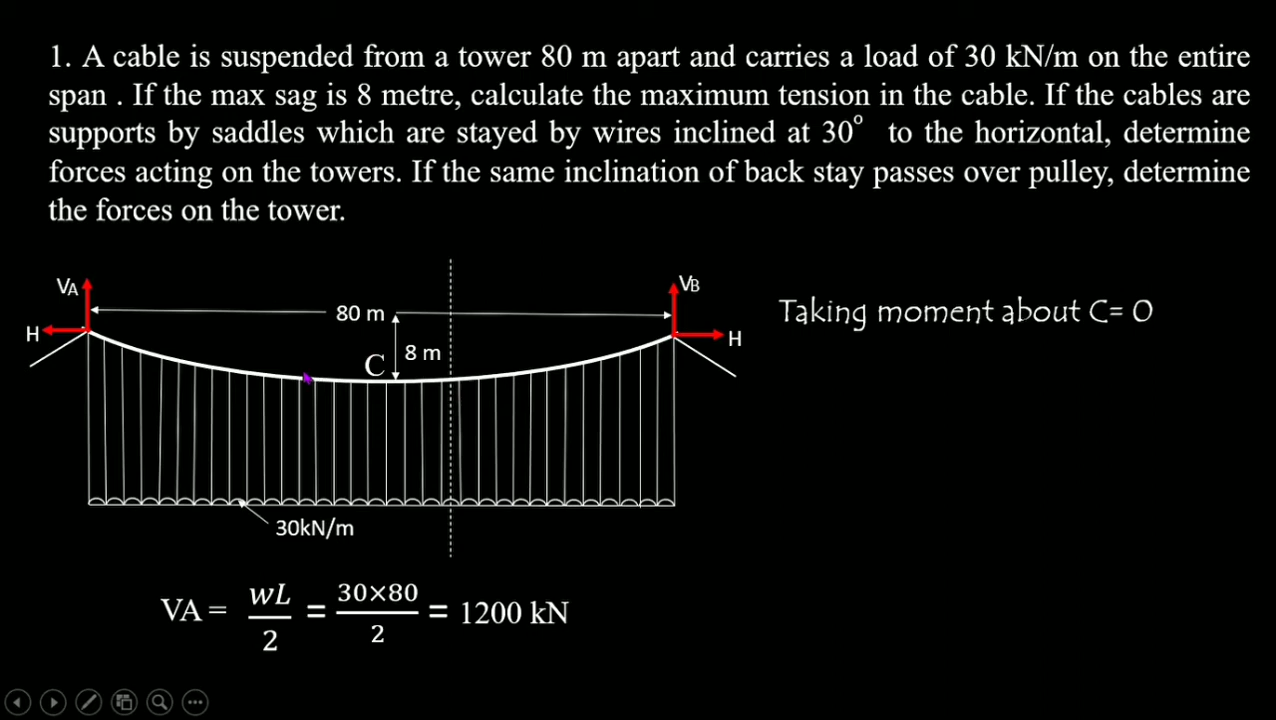 1. A cable is suspended from a tower 80 m apart and carries a load of 30 kN/m on the entire
span . If the max sag is 8 metre, calculate the maximum tension in the cable. If the cables are
supports by saddles which are stayed by wires inclined at 30° to the horizontal, determine
forces acting on the towers. If the same inclination of back stay passes over pulley, determine
the forces on the tower.
VA
VB
80 m
H
H
C
8 m
Taking moment about C= 0
30kN/m
VA = wL/2 = 30×80/2 = 1200 kN